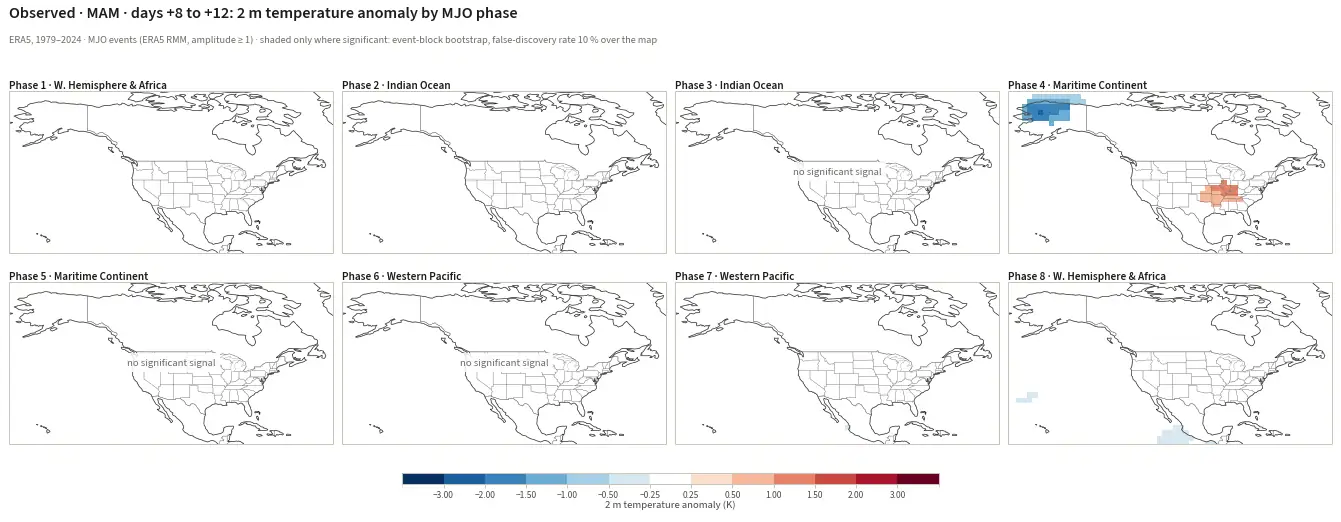 Observed · MAM · days +8 to +12: 2 m temperature anomaly by MJO phase
ERA5, 1979–2024 · MJO events (ERA5 RMM, amplitude ≥ 1) · shaded only where significant: event-block bootstrap, false-discovery rate 10 % over the map
Phase 1 · W. Hemisphere & Africa
Phase 2 · Indian Ocean
Phase 3 · Indian Ocean
Phase 4 · Maritime Continent
no significant signal
Phase 5 · Maritime Continent
Phase 6 · Western Pacific
Phase 7 · Western Pacific
Phase 8 · W. Hemisphere & Africa
no significant signal
no significant signal
−3.00 −2.00 −1.50 −1.00 −0.50 −0.25 0.25 0.50 1.00 1.50 2.00 3.00
2 m temperature anomaly (K)